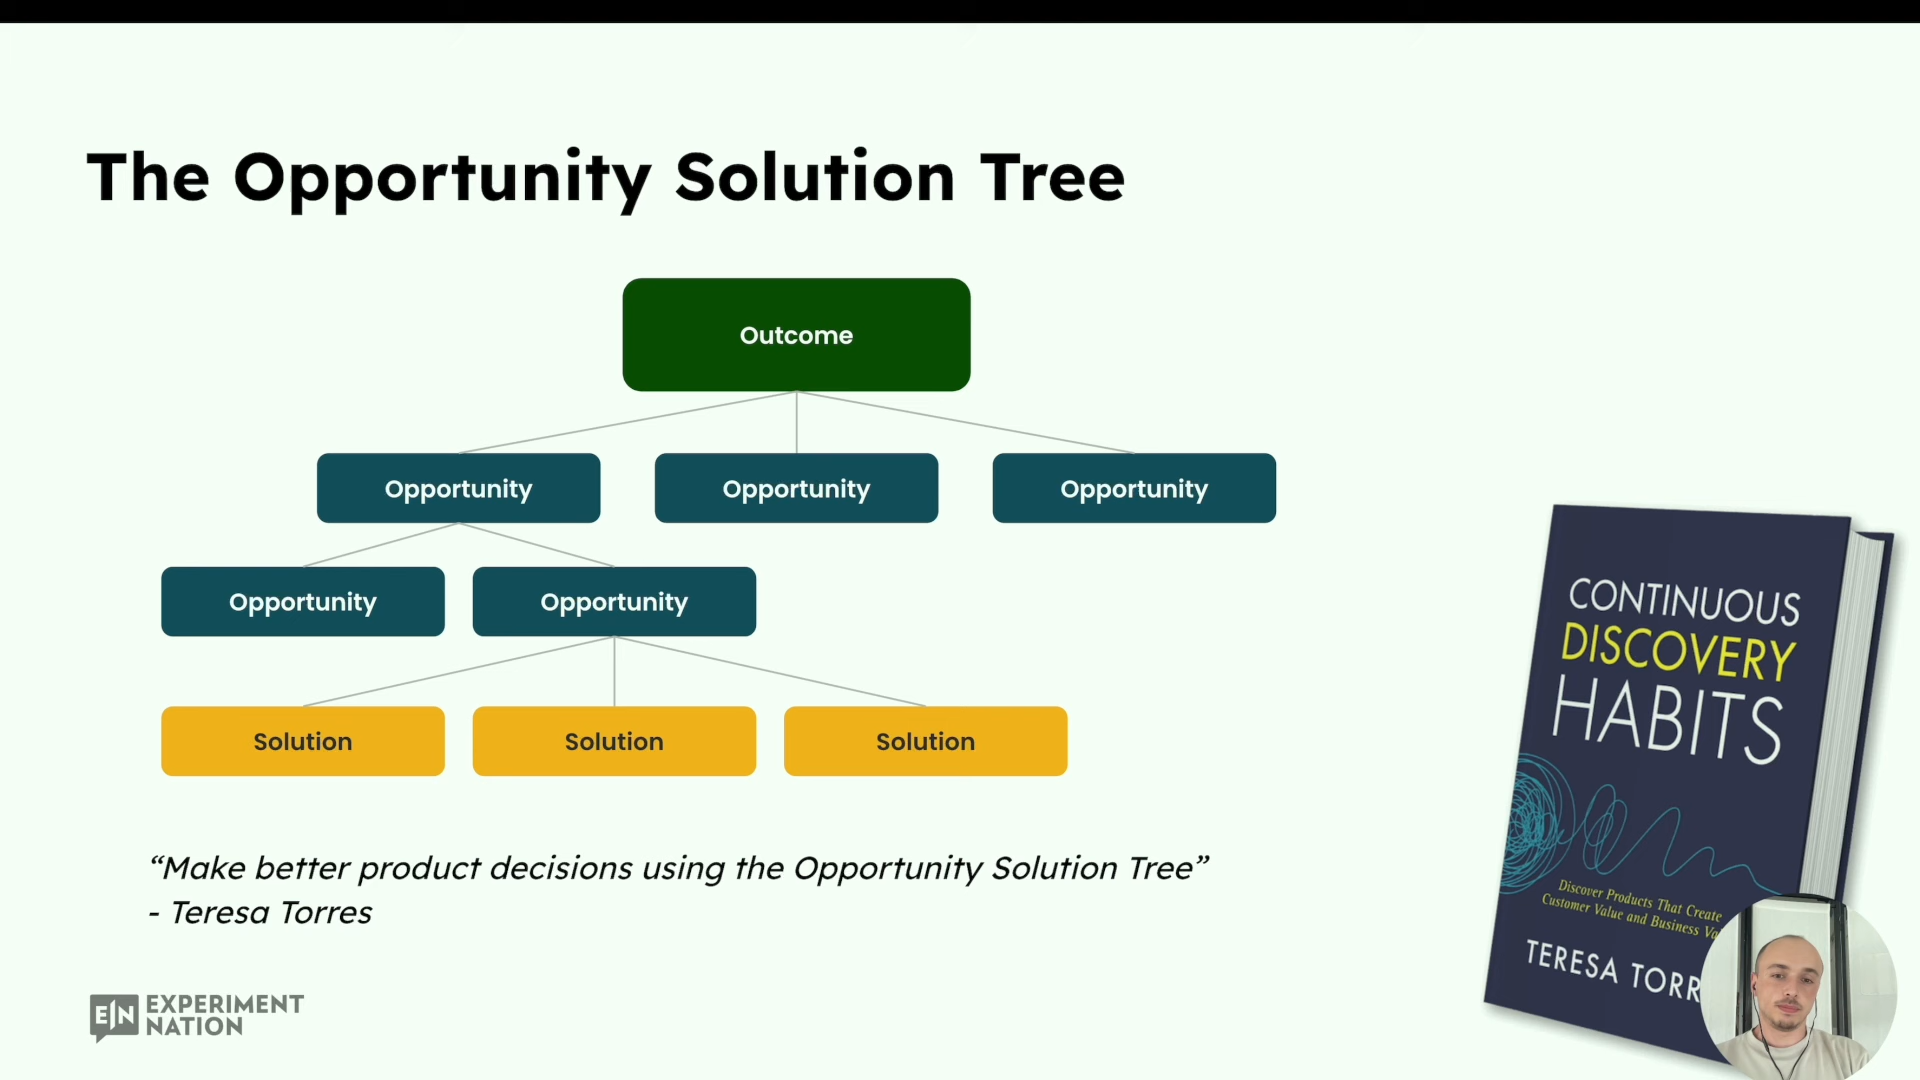 The Opportunity Solution Tree
Outcome
Opportunity
Opportunity
Opportunity
Opportunity
Opportunity
Solution
Solution
Solution
“Make better product decisions using the Opportunity Solution Tree”
- Teresa Torres
EN EXPERIMENT
NATION
CONTINUOUS
DISCOVERY
HABITS
Discover Products That Create
Customer Value and Business
TERESA